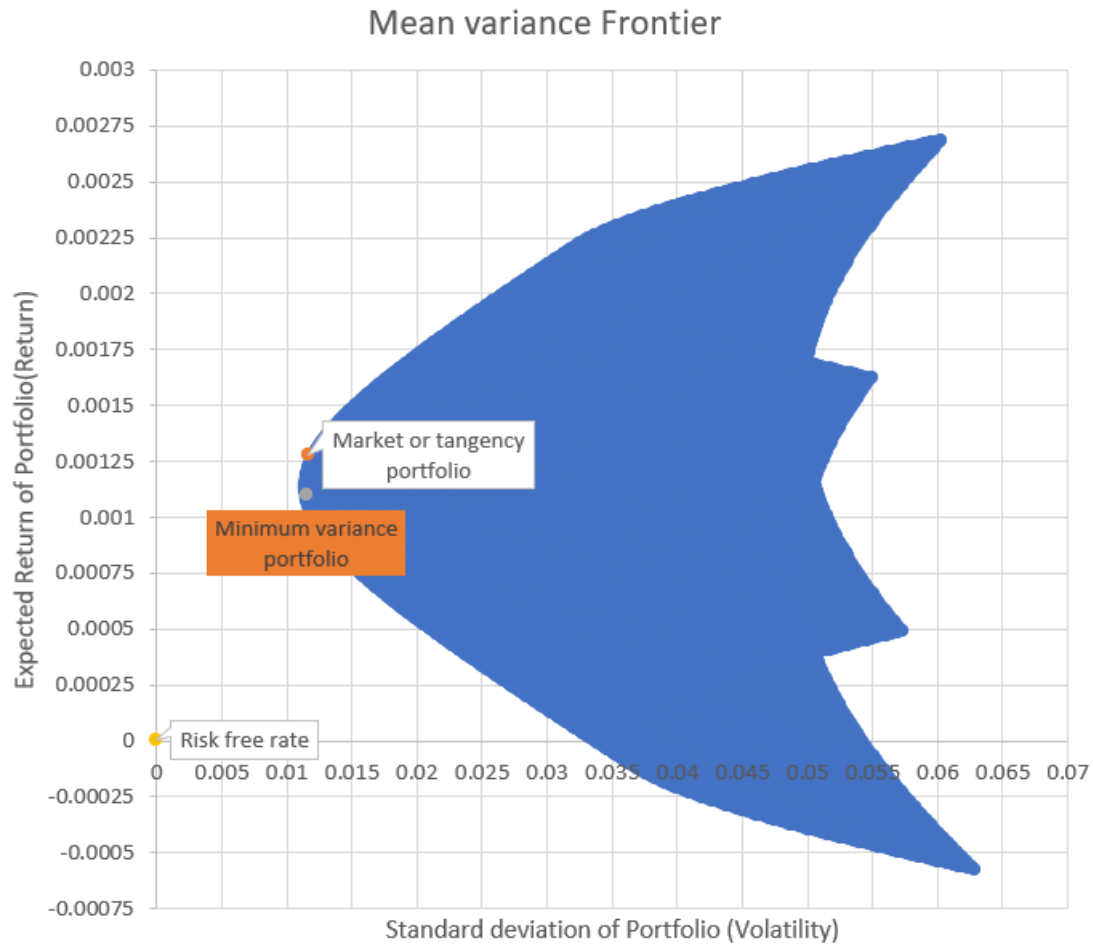 Mean variance Frontier
Expected Return of Portfolio(Return)
0.003
0.00275
0.0025
0.00225
0.002
0.00175
0.0015
0.00125
0.001
0.00075
0.0005
0.00025
0
-0.00025
-0.0005
-0.00075
Market or tangency
portfolio
Minimum variance
portfolio
Risk free rate
0 0.005 0.01 0.015 0.02 0.025 0.03 0.035 0.04 0.045 0.05 0.055 0.06 0.065 0.07
Standard deviation of Portfolio (Volatility)